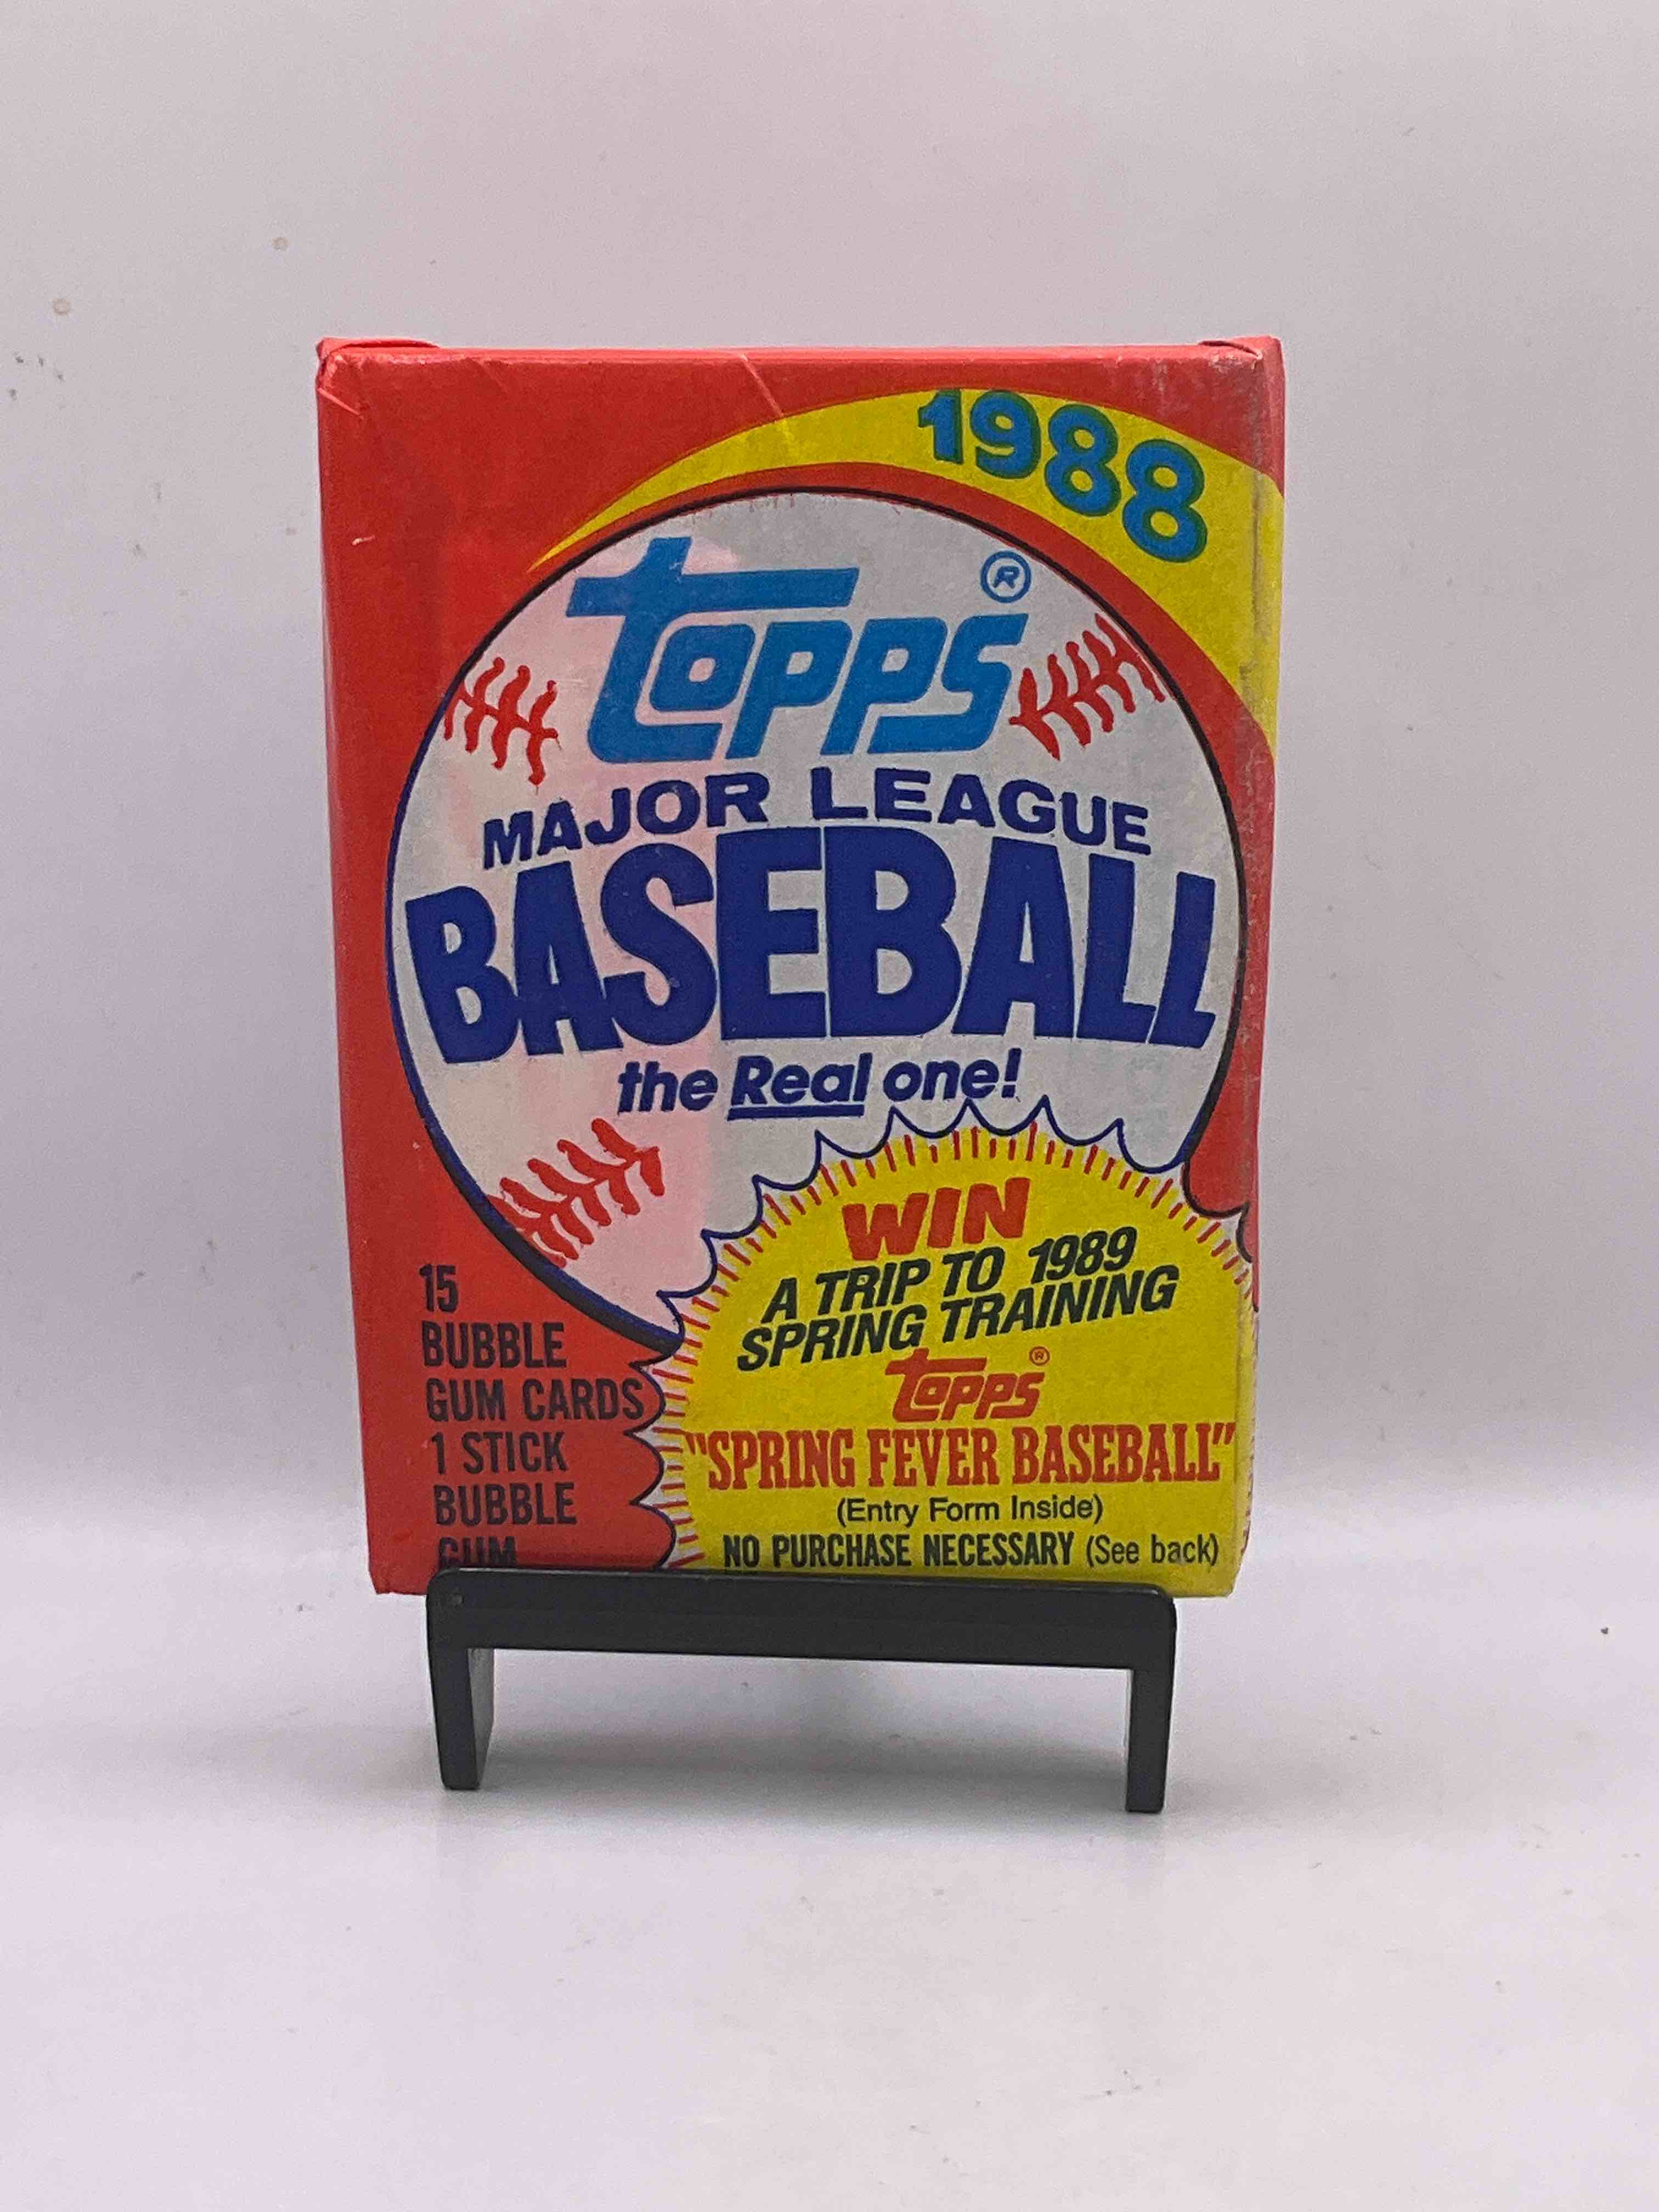 1988
topps®
MAJOR LEAGUE
BASEBALL
the Real one!
WIN
A TRIP TO 1989
SPRING TRAINING
topps®
"SPRING FEVER BASEBALL"
(Entry Form Inside)
NO PURCHASE NECESSARY (See back)
15
BUBBLE
GUM CARDS
1 STICK
BUBBLE
GUM